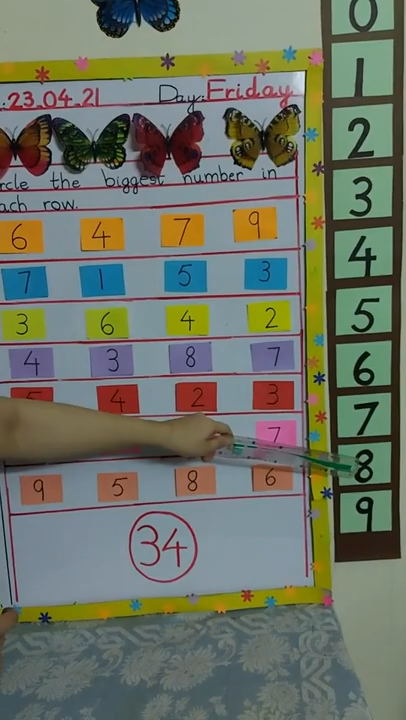 0
.23.04.21 Day: Friday
1
2
rcle the biggest number in
ach row.
3
6 4 7 9
4
7 1 5 3
5
3 6 4 2
6
4 3 8 7
7
5 4 2 3
7
8
9 5 8 6
9
34